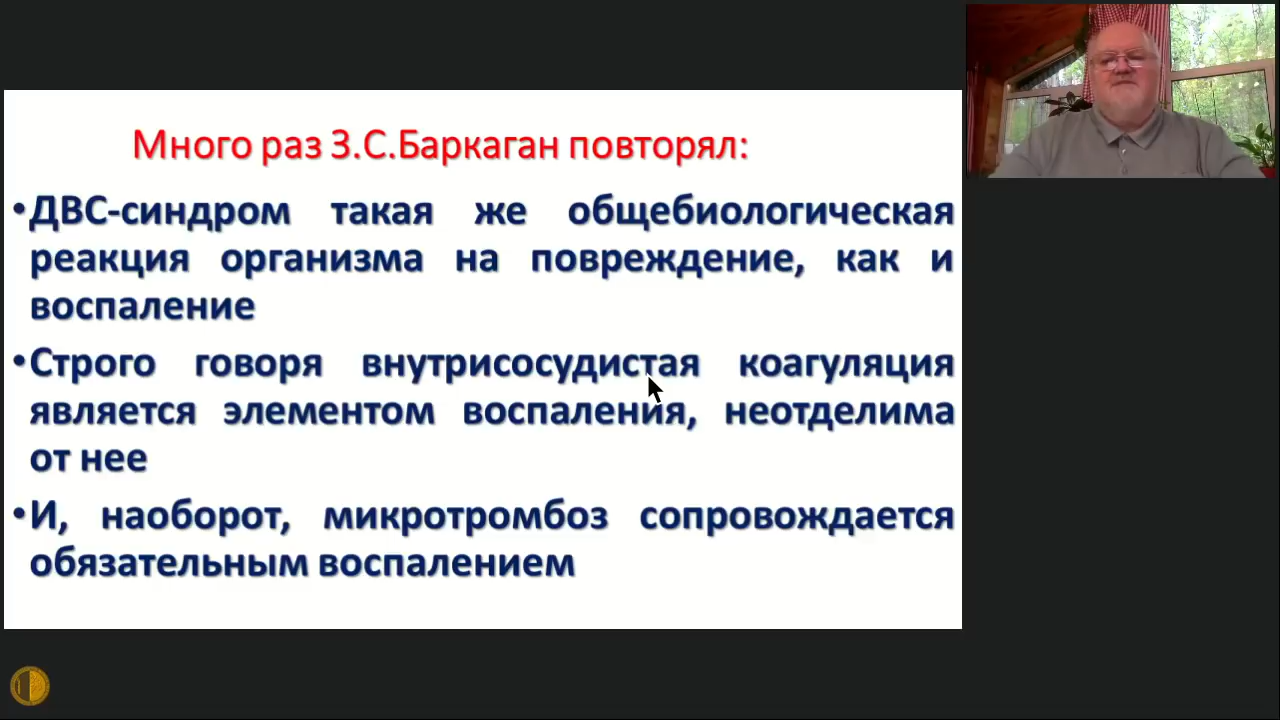 Много раз З.С.Баркаган повторял:
•ДВС-синдром такая же общебиологическая
реакция организма на повреждение, как и
воспаление
•Строго говоря внутрисосудистая коагуляция
является элементом воспаления, неотделима
от нее
•И, наоборот, микротромбоз сопровождается
обязательным воспалением